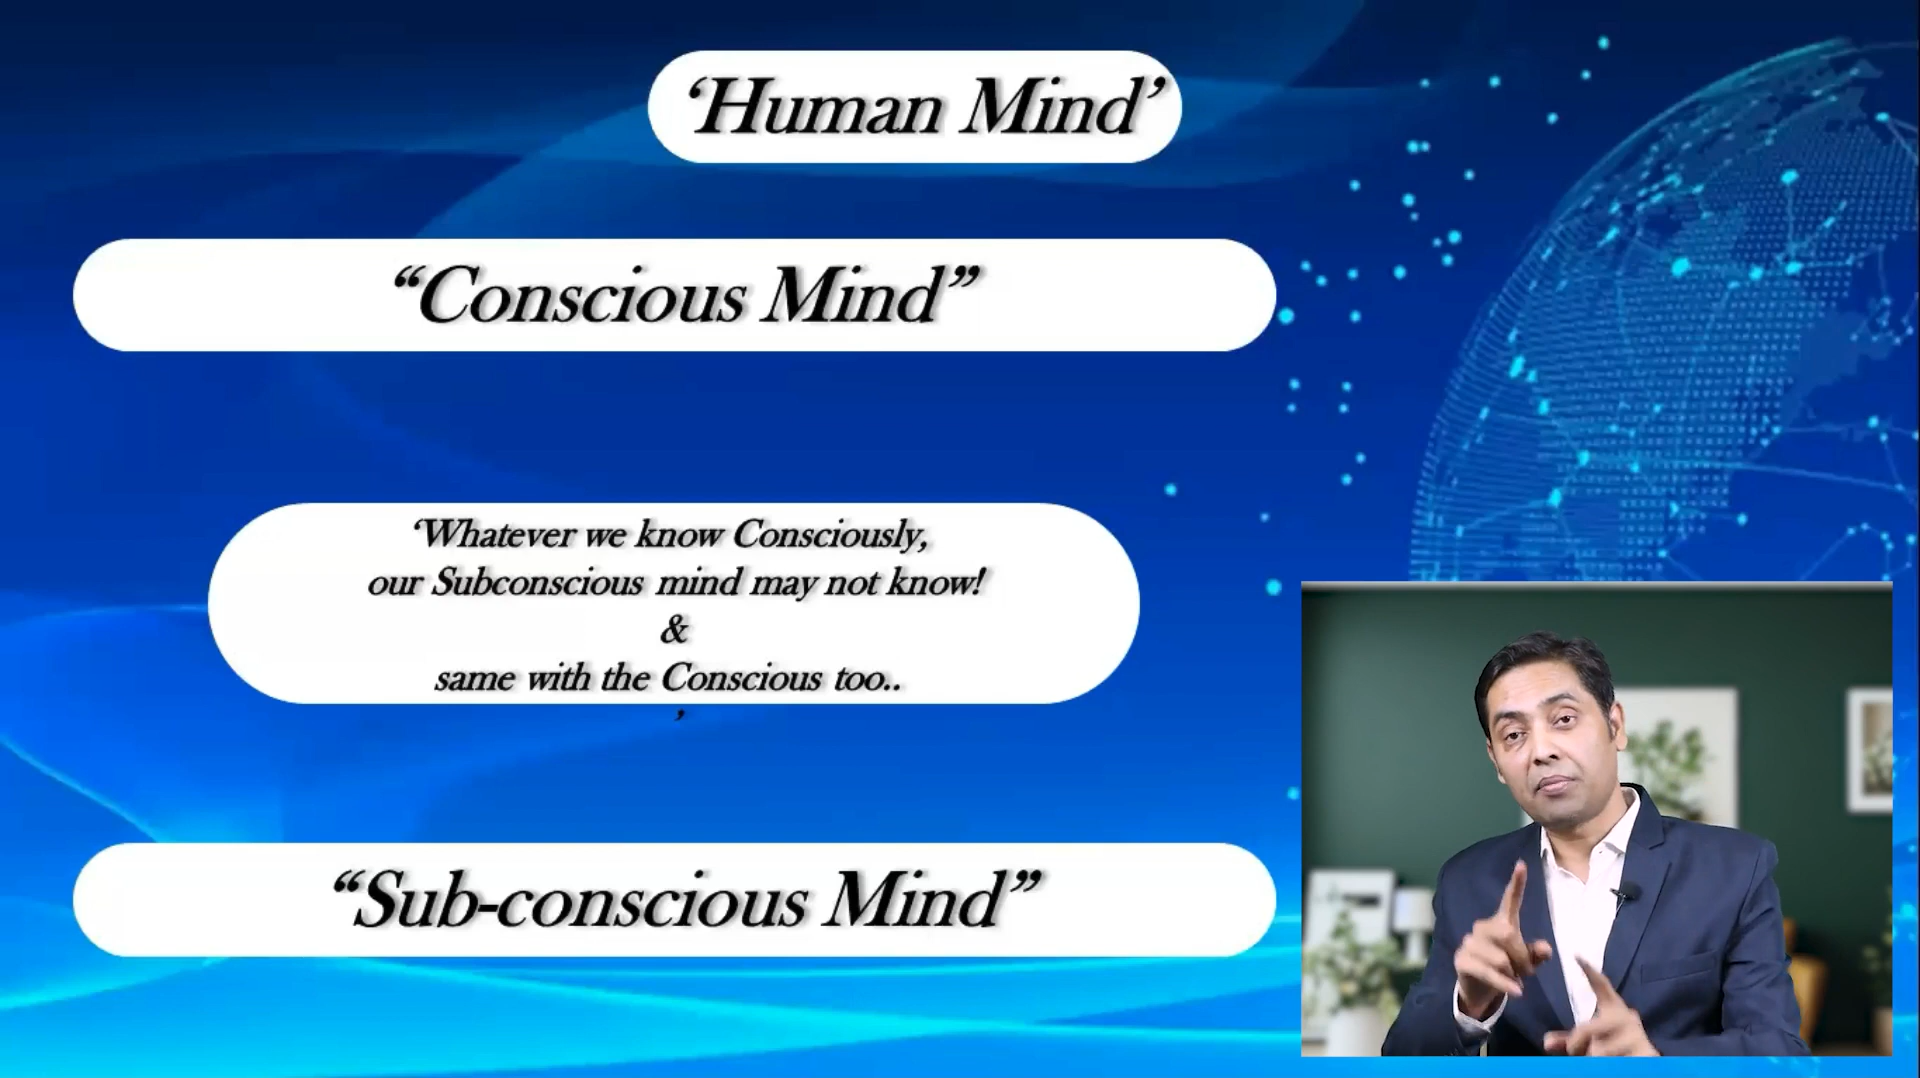 ‘Human Mind’
“Conscious Mind”
‘Whatever we know Consciously,
our Subconscious mind may not know!
&
same with the Conscious too..
’
“Sub-conscious Mind”